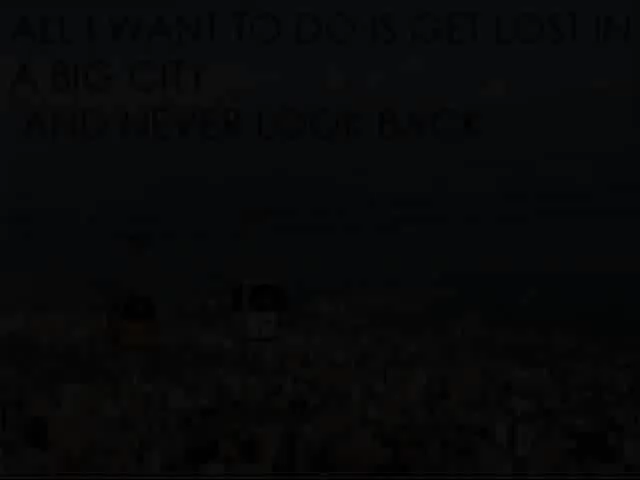 ALL I WANT TO DO IS GET LOST IN
A BIG CITY
AND NEVER LOOK BACK